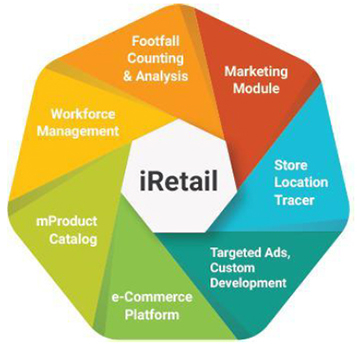 Footfall
Counting
& Analysis
Marketing
Module
Store
Location
Tracer
Targeted Ads,
Custom
Development
e-Commerce
Platform
mProduct
Catalog
Workforce
Management
iRetail